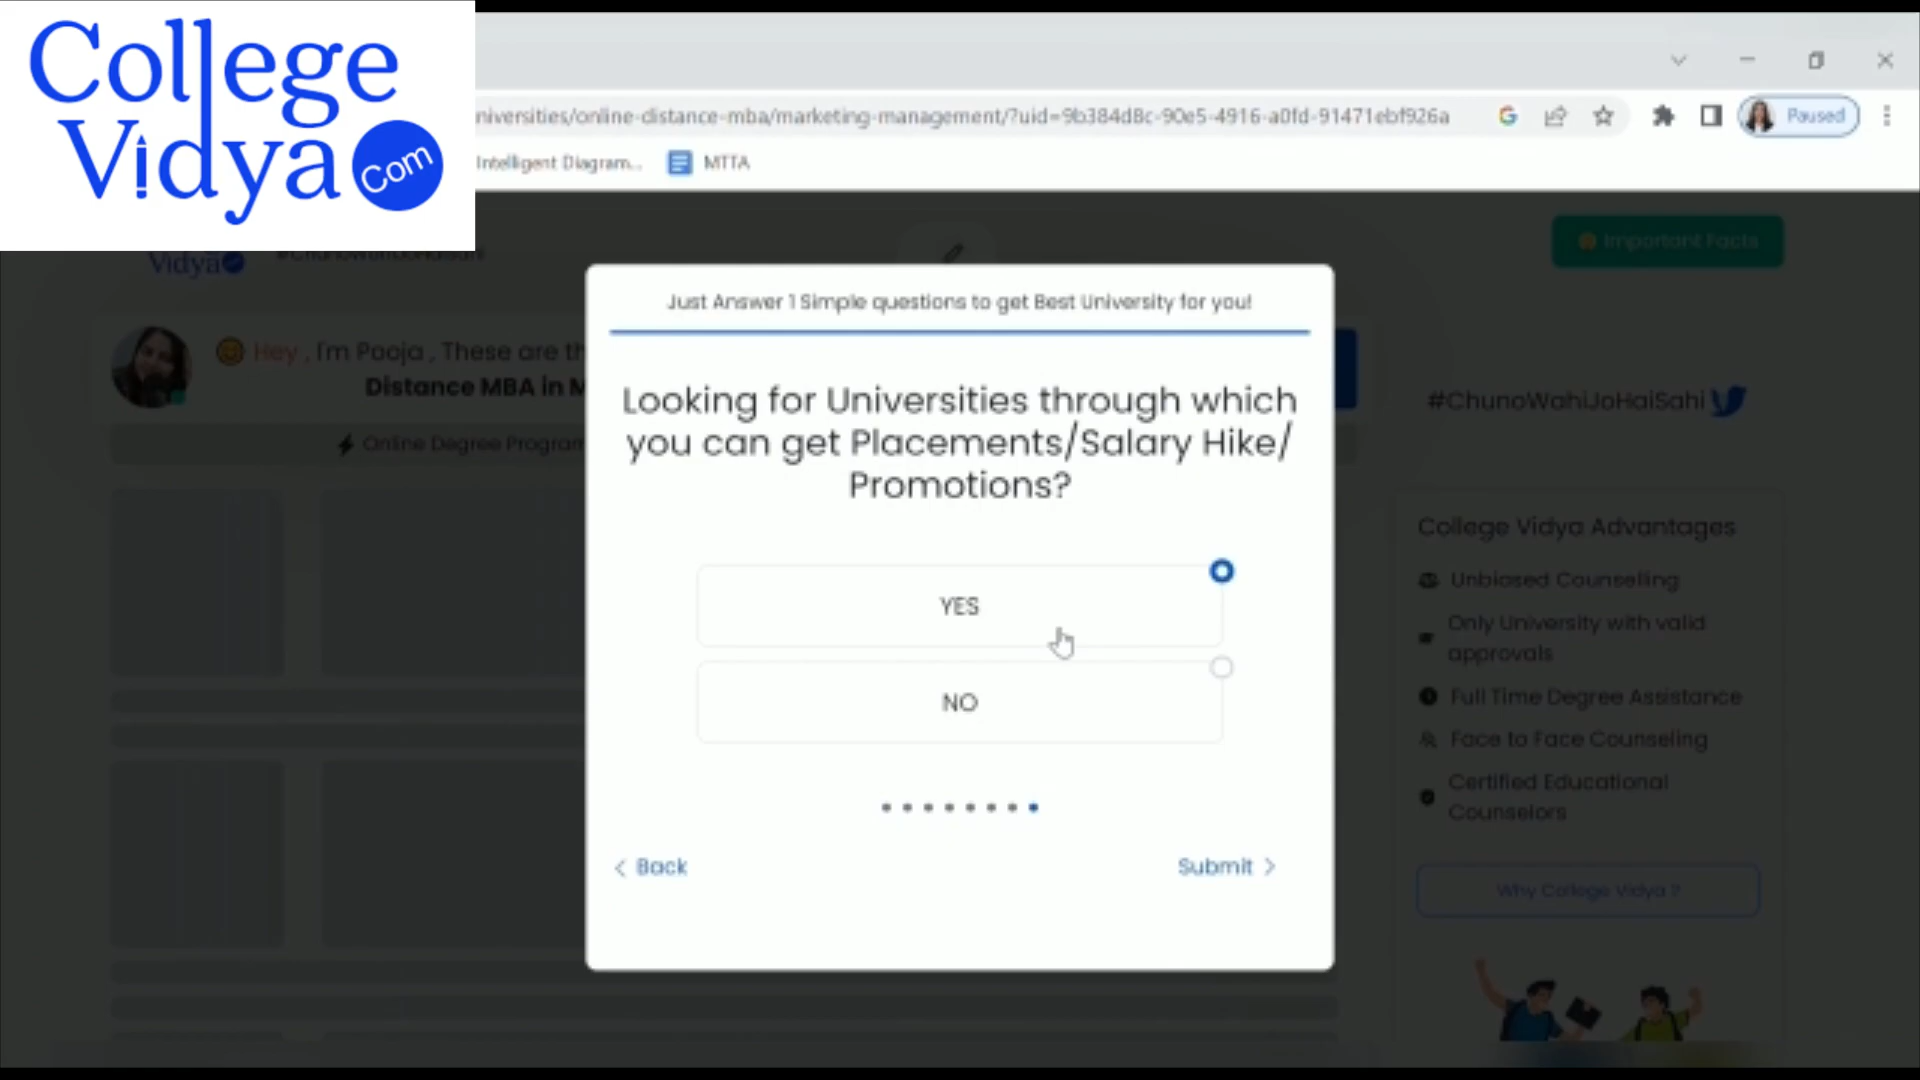 College
Vidya Com
niversities/online-distance-mba/marketing-management/?uid=9b384d8c-90e5-4916-a0fd-91471ebf926a
Paused
Intelligent Diagram...
MTTA
Vidya
#ChunoWahiJoHaiSahi
Important Facts
Just Answer 1 Simple questions to get Best University for you!
Hey , I'm Pooja , These are th
Distance MBA in M
Looking for Universities through which
you can get Placements/Salary Hike/
Promotions?
#ChunoWahiJoHaiSahi
Online Degree Program
College Vidya Advantages
Unbiased Counselling
YES
Only University with valid
approvals
NO
Full Time Degree Assistance
Face to Face Counseling
Certified Educational
Counselors
Back
Submit
Why College Vidya ?